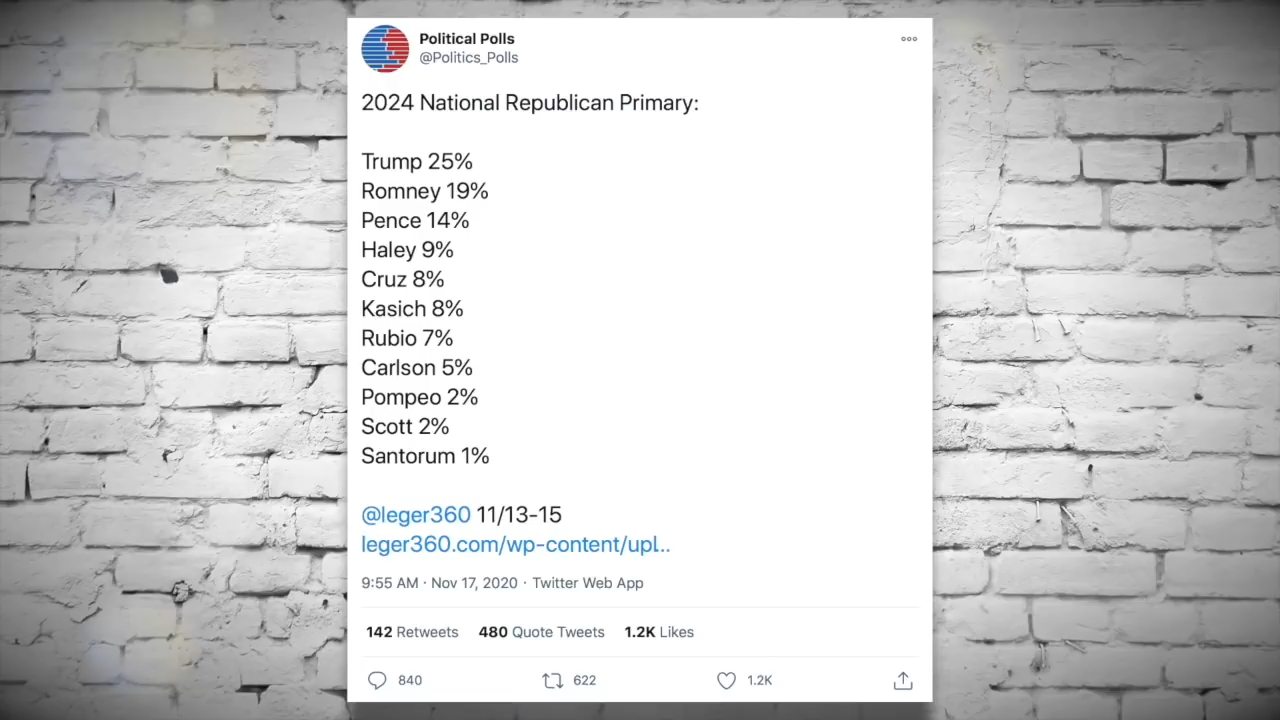 Political Polls
@Politics_Polls
2024 National Republican Primary:
Trump 25%
Romney 19%
Pence 14%
Haley 9%
Cruz 8%
Kasich 8%
Rubio 7%
Carlson 5%
Pompeo 2%
Scott 2%
Santorum 1%
@leger360 11/13-15
leger360.com/wp-content/upl...
9:55 AM · Nov 17, 2020 · Twitter Web App
142 Retweets 480 Quote Tweets 1.2K Likes
840 622 1.2K